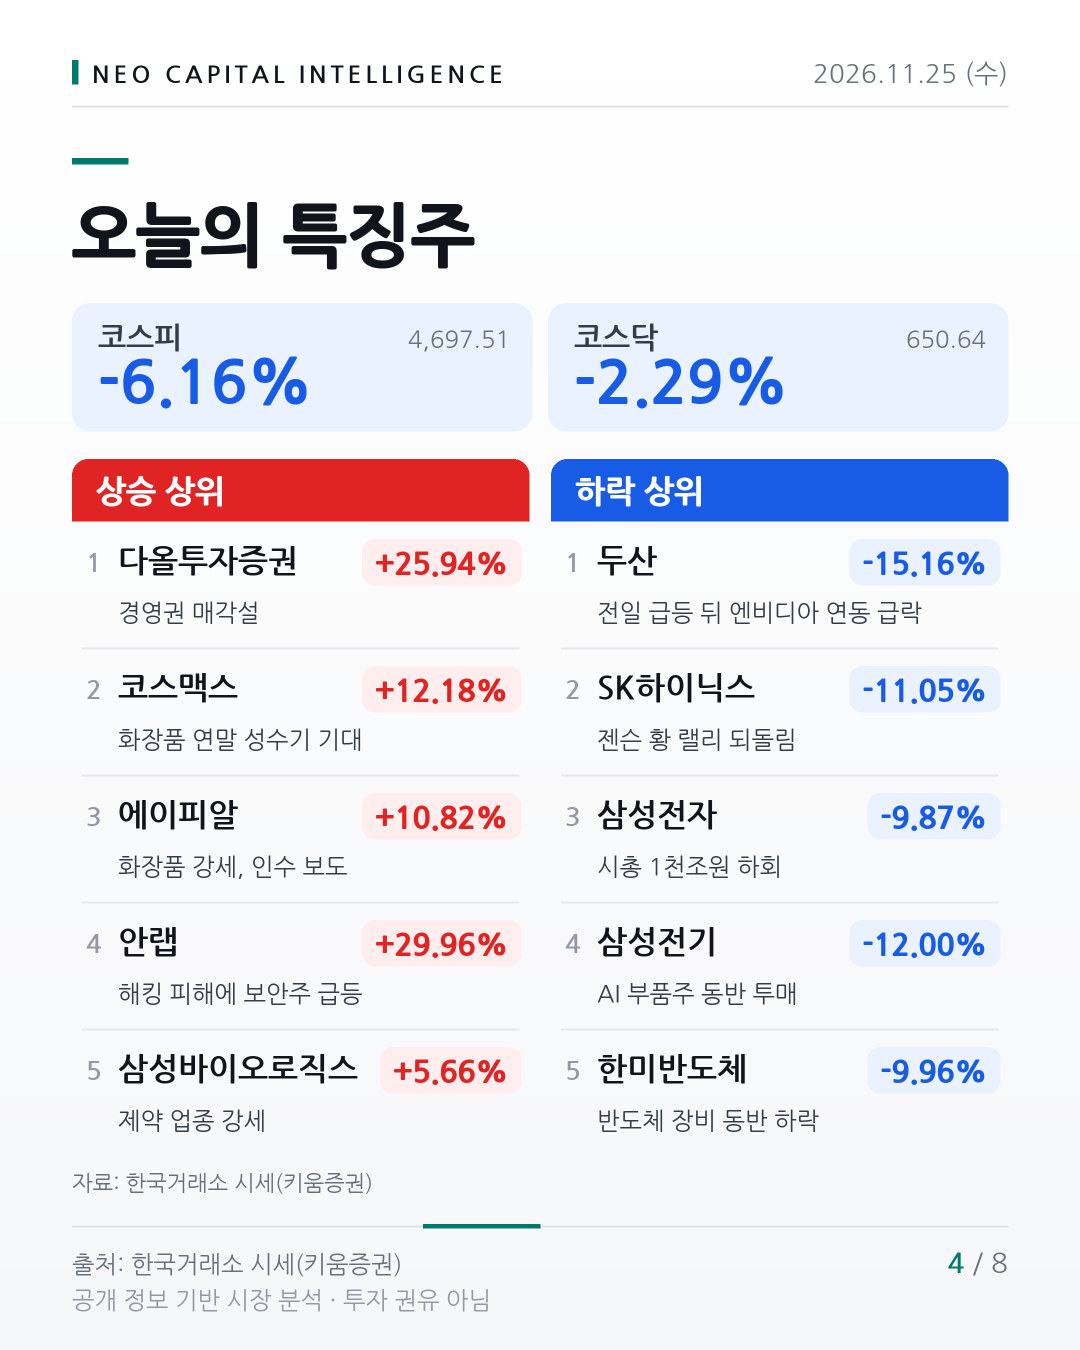 NEO CAPITAL INTELLIGENCE
2026.11.25 (수)
오늘의 특징주
코스피 4,697.51
-6.16%
코스닥 650.64
-2.29%
상승 상위
1 다올투자증권 +25.94%
경영권 매각설
2 코스맥스 +12.18%
화장품 연말 성수기 기대
3 에이피알 +10.82%
화장품 강세, 인수 보도
4 안랩 +29.96%
해킹 피해에 보안주 급등
5 삼성바이오로직스 +5.66%
제약 업종 강세
하락 상위
1 두산 -15.16%
전일 급등 뒤 엔비디아 연동 급락
2 SK하이닉스 -11.05%
젠슨 황 랠리 되돌림
3 삼성전자 -9.87%
시총 1천조원 하회
4 삼성전기 -12.00%
AI 부품주 동반 투매
5 한미반도체 -9.96%
반도체 장비 동반 하락
자료: 한국거래소 시세(키움증권)
출처: 한국거래소 시세(키움증권)
4 / 8
공개 정보 기반 시장 분석 · 투자 권유 아님